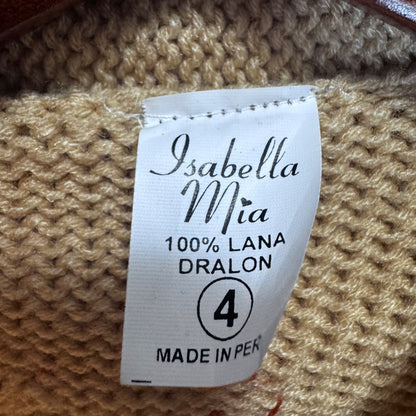 Isabella
Mia
100% LANA
DRALON
4
MADE IN PER